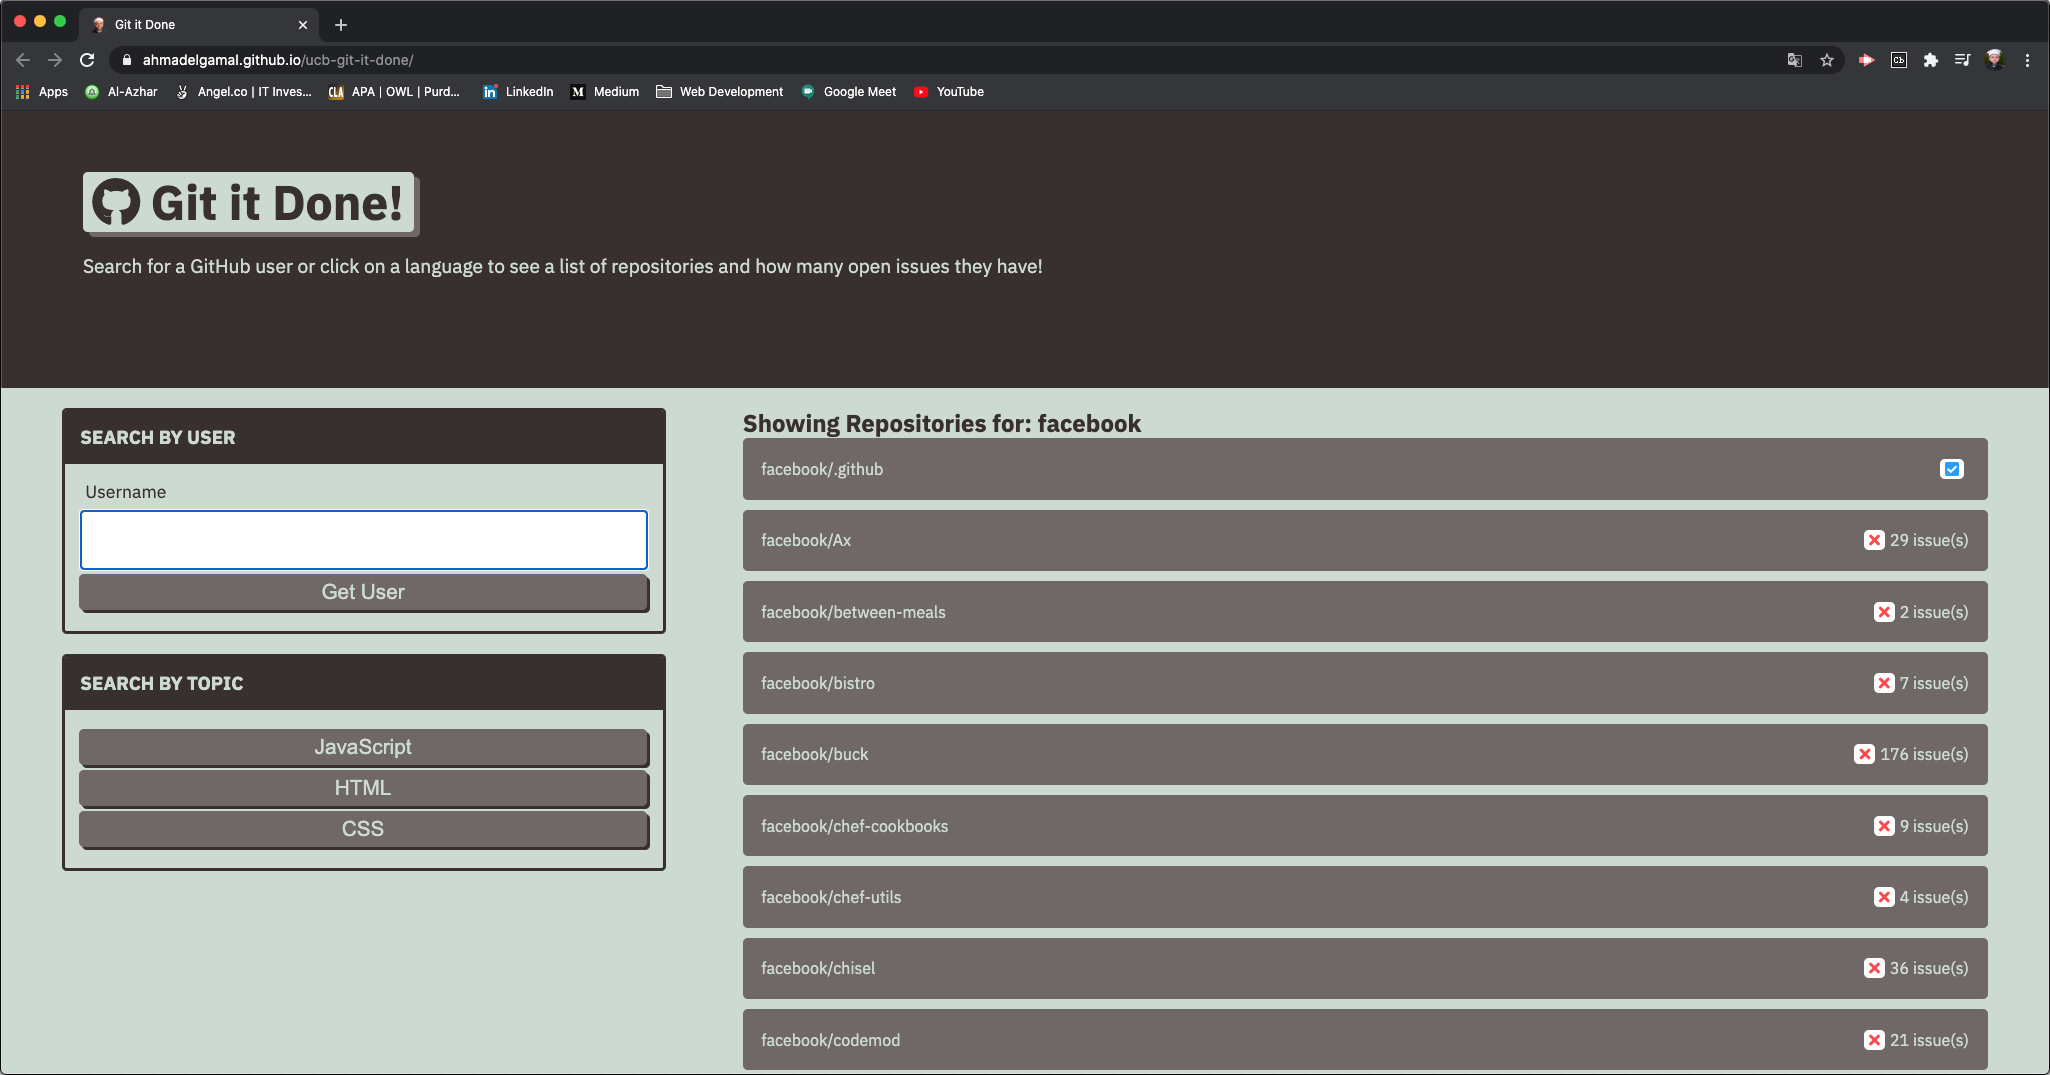 Git it Done
ahmadelgamal.github.io/ucb-git-it-done/
Apps Al-Azhar Angel.co | IT Inves... CLA APA | OWL | Purd... LinkedIn M Medium Web Development Google Meet YouTube
Git it Done!
Search for a GitHub user or click on a language to see a list of repositories and how many open issues they have!
SEARCH BY USER
Username
Get User
SEARCH BY TOPIC
JavaScript
HTML
CSS
Showing Repositories for: facebook
facebook/.github
facebook/Ax 29 issue(s)
facebook/between-meals 2 issue(s)
facebook/bistro 7 issue(s)
facebook/buck 176 issue(s)
facebook/chef-cookbooks 9 issue(s)
facebook/chef-utils 4 issue(s)
facebook/chisel 36 issue(s)
facebook/codemod 21 issue(s)